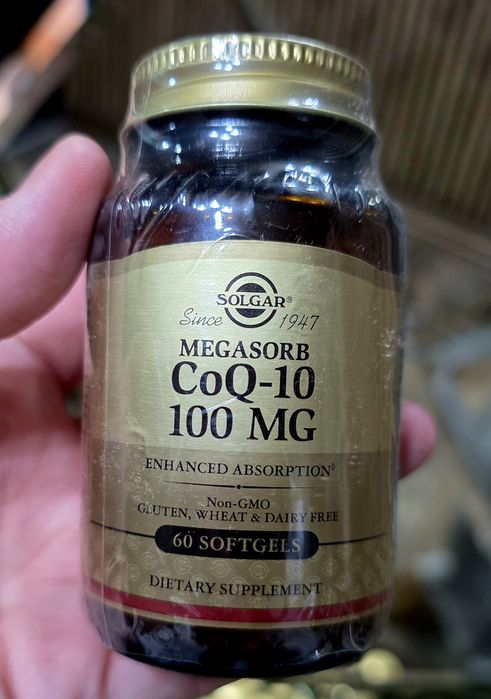 SOLGAR®
Since 1947
MEGASORB
CoQ-10
100 MG
ENHANCED ABSORPTION◊
Non-GMO
GLUTEN, WHEAT & DAIRY FREE
60 SOFTGELS
DIETARY SUPPLEMENT